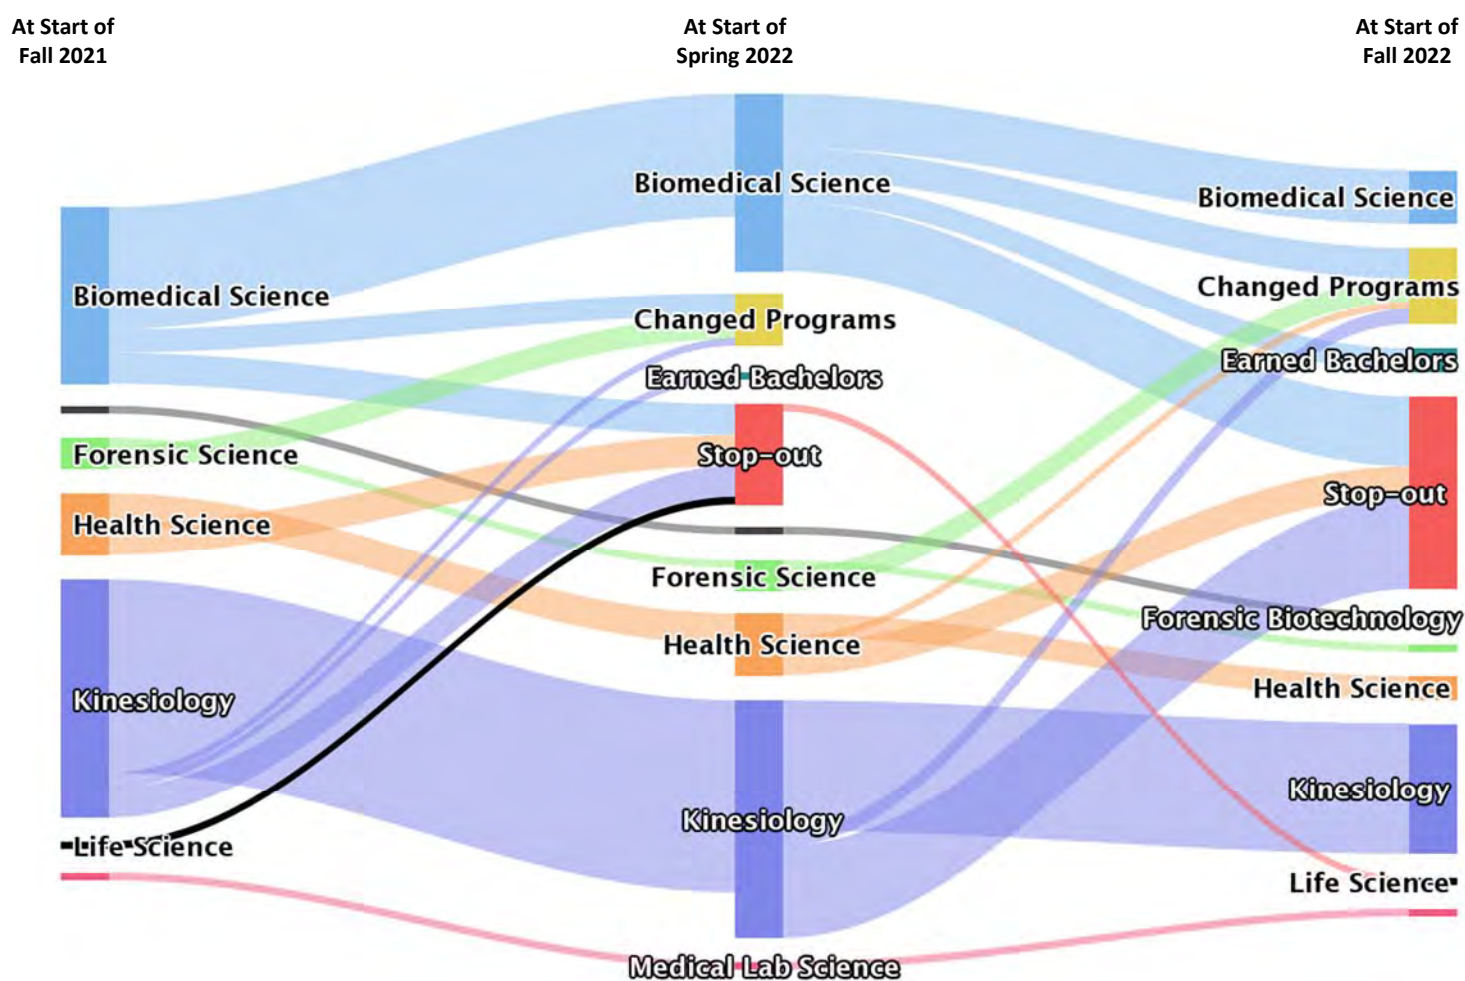 At Start of
Fall 2021
At Start of
Spring 2022
At Start of
Fall 2022
Biomedical Science
Forensic Science
Health Science
Kinesiology
Life Science
Biomedical Science
Changed Programs
Earned Bachelors
Stop-out
Forensic Science
Health Science
Kinesiology
Medical Lab Science
Biomedical Science
Changed Programs
Earned Bachelors
Stop-out
Forensic Biotechnology
Health Science
Kinesiology
Life Science